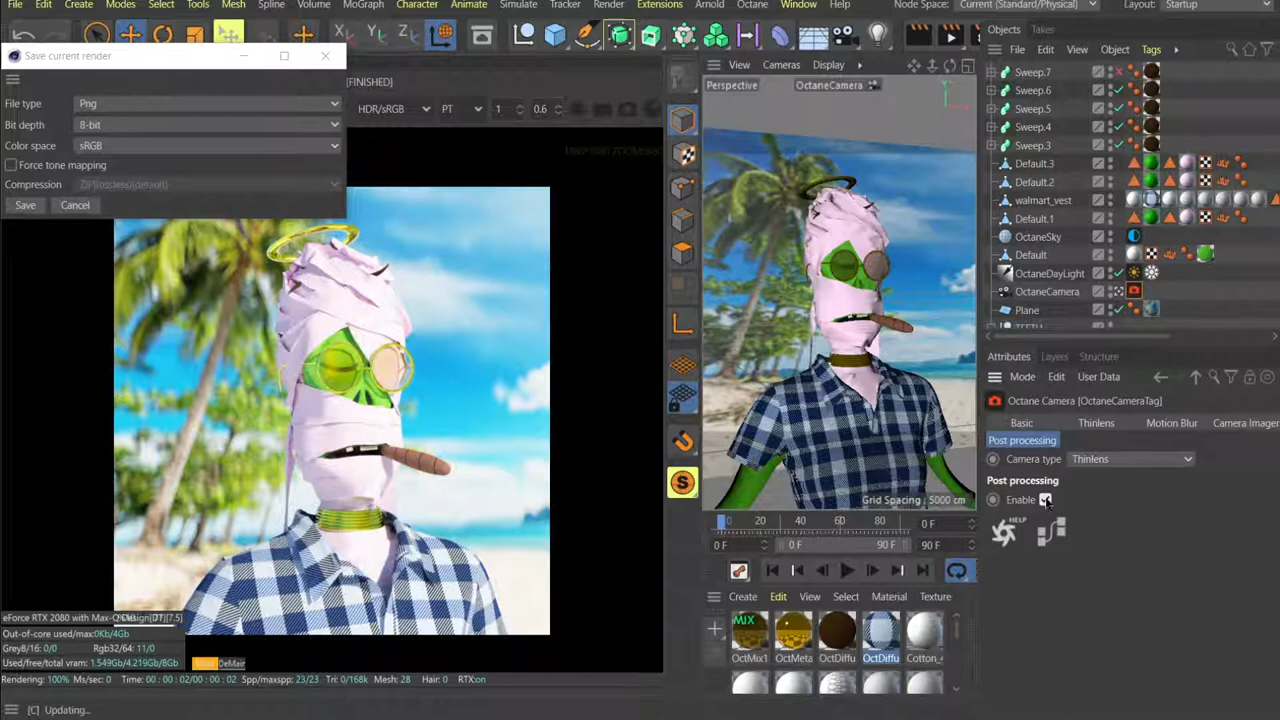 File Edit Create Modes Select Tools Mesh Spline Volume MoGraph Character Animate Simulate Tracker Render Extensions Arnold Octane Window Help Node Space: Current (Standard/Physical) Layout: Startup
Save current render
File type Png
Bit depth 8-bit
Color space sRGB
Force tone mapping
Compression ZIP(lossless)(default)
Save Cancel
[FINISHED]
HDR/sRGB PT 1 0.6
View Cameras Display
Perspective OctaneCamera
Grid Spacing : 5000 cm
0 20 40 60 80 0 F
0 F 0 F 90 F 90 F
Create Edit View Select Material Texture
MIX
OctMix1 OctMeta OctDiffu OctDiffu Cotton_4
Objects Takes
File Edit View Object Tags
Sweep.7
Sweep.6
Sweep.5
Sweep.4
Sweep.3
Default.3
Default.2
walmart_vest
Default.1
OctaneSky
Default
OctaneDayLight
OctaneCamera
Plane
Attributes Layers Structure
Mode Edit User Data
Octane Camera [OctaneCameraTag]
Basic Thinlens Motion Blur Camera Imager
Post processing
Camera type Thinlens
Post processing
Enable
HELP
Out-of-core used/max:0Kb/4Gb
Grey8/16: 0/0 Rgb32/64: 11/0
Used/free/total vram: 1.549Gb/4.219Gb/8Gb
DeMair
Rendering: 100% Ms/sec: 0 Time: 00 : 00 : 02/00 : 00 : 02 Spp/maxspp: 23/23 Tri: 0/168k Mesh: 28 Hair: 0 RTX:on
[C] Updating...